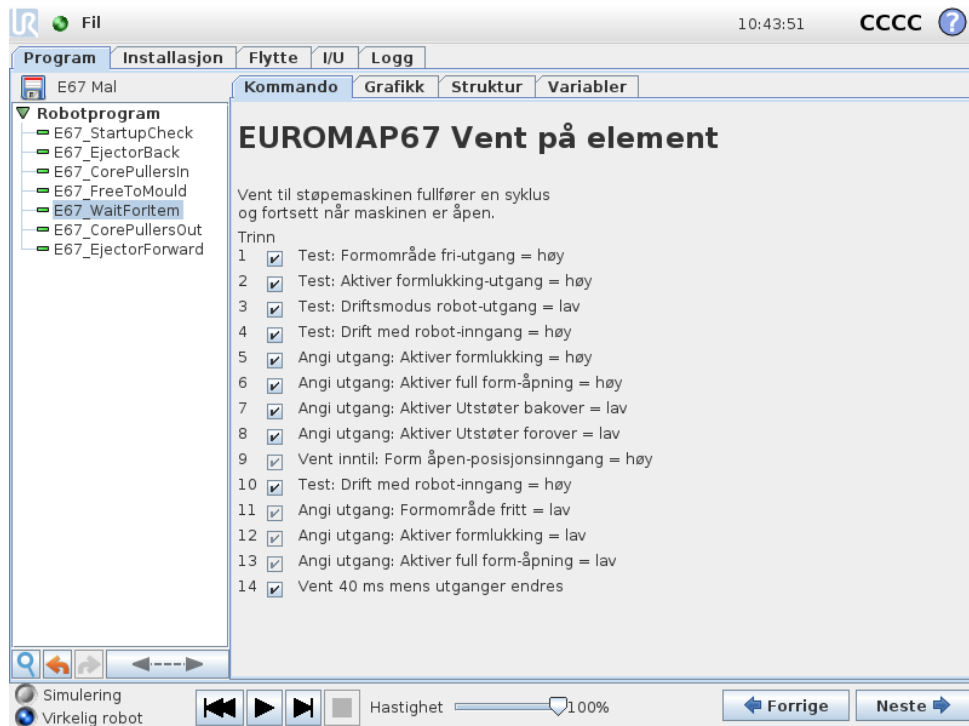 UR Fil 10:43:51 CCCC ?
Program Installasjon Flytte I/U Logg
E67 Mal
Kommando Grafikk Struktur Variabler
Robotprogram
E67_StartupCheck
E67_EjectorBack
E67_CorePullersIn
E67_FreeToMould
E67_WaitForItem
E67_CorePullersOut
E67_EjectorForward
EUROMAP67 Vent på element
Vent til støpemaskinen fullfører en syklus
og fortsett når maskinen er åpen.
Trinn
1 Test: Formområde fri-utgang = høy
2 Test: Aktiver formlukking-utgang = høy
3 Test: Driftsmodus robot-utgang = lav
4 Test: Drift med robot-inngang = høy
5 Angi utgang: Aktiver formlukking = høy
6 Angi utgang: Aktiver full form-åpning = høy
7 Angi utgang: Aktiver Utstøter bakover = lav
8 Angi utgang: Aktiver Utstøter forover = lav
9 Vent inntil: Form åpen-posisjonsinngang = høy
10 Test: Drift med robot-inngang = høy
11 Angi utgang: Formområde fritt = lav
12 Angi utgang: Aktiver formlukking = lav
13 Angi utgang: Aktiver full form-åpning = lav
14 Vent 40 ms mens utganger endres
Simulering
Virkelig robot
Hastighet 100%
Forrige Neste